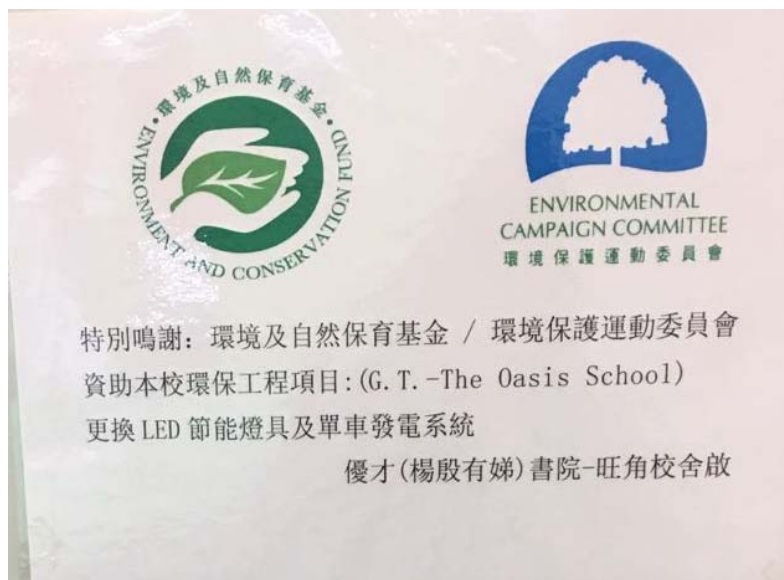 ·環境及自然保育基金·
ENVIRONMENT AND CONSERVATION FUND
ENVIRONMENTAL
CAMPAIGN COMMITTEE
環境保護運動委員會
特別鳴謝：環境及自然保育基金 / 環境保護運動委員會
資助本校環保工程項目:(G.T.-The Oasis School)
更換 LED 節能燈具及單車發電系統
優才(楊殷有娣)書院-旺角校舍啟